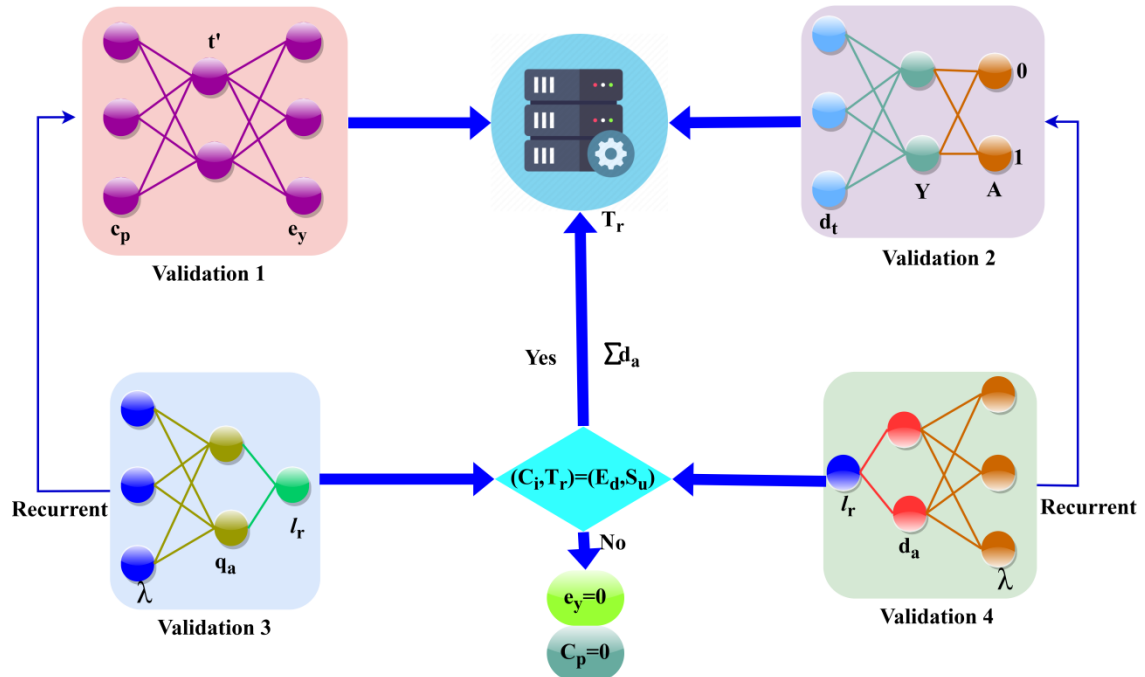 t'
c_p
e_y
Validation 1
T_r
0
1
Y
A
d_t
Validation 2
Yes
∑d_a
Recurrent
λ
q_a
l_r
Validation 3
(C_i,T_r)=(E_d,S_u)
No
e_y=0
C_p=0
l_r
d_a
λ
Recurrent
Validation 4